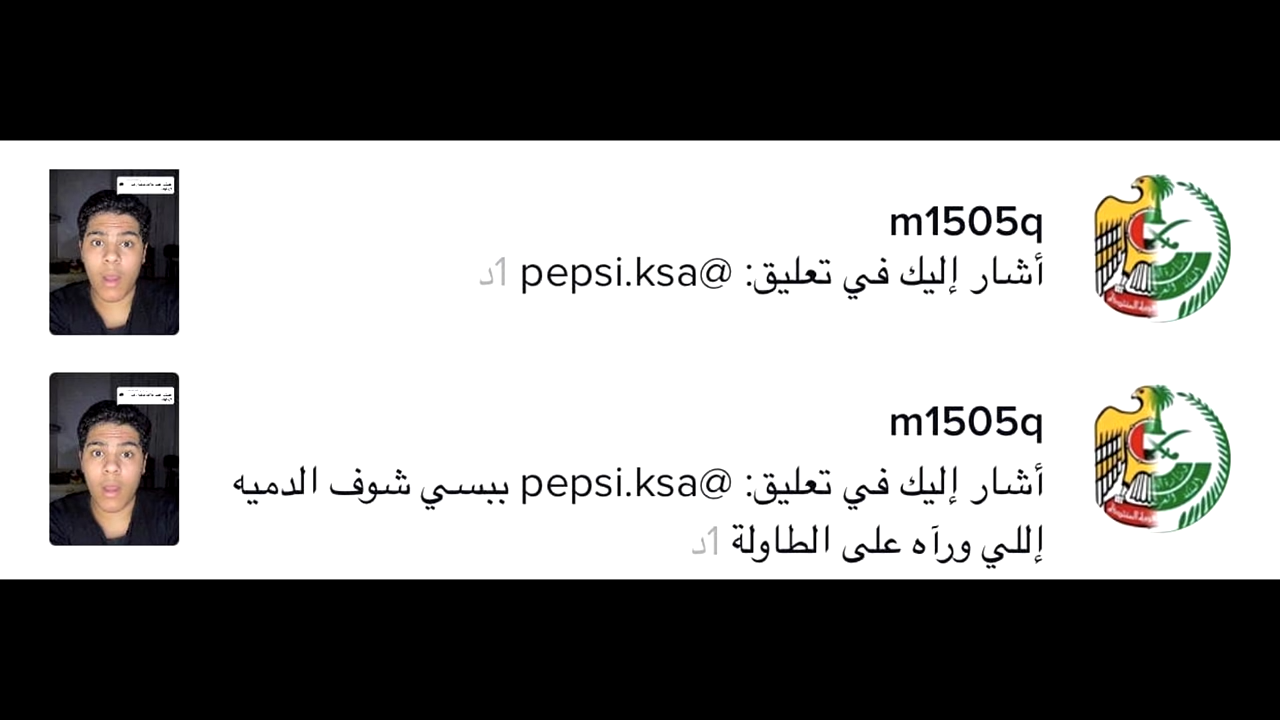 m1505q
أشار إليك في تعليق: @pepsi.ksa 1د
m1505q
أشار إليك في تعليق: @pepsi.ksa ببسي شوف الدميه
إللي ورآه على الطاولة 1د